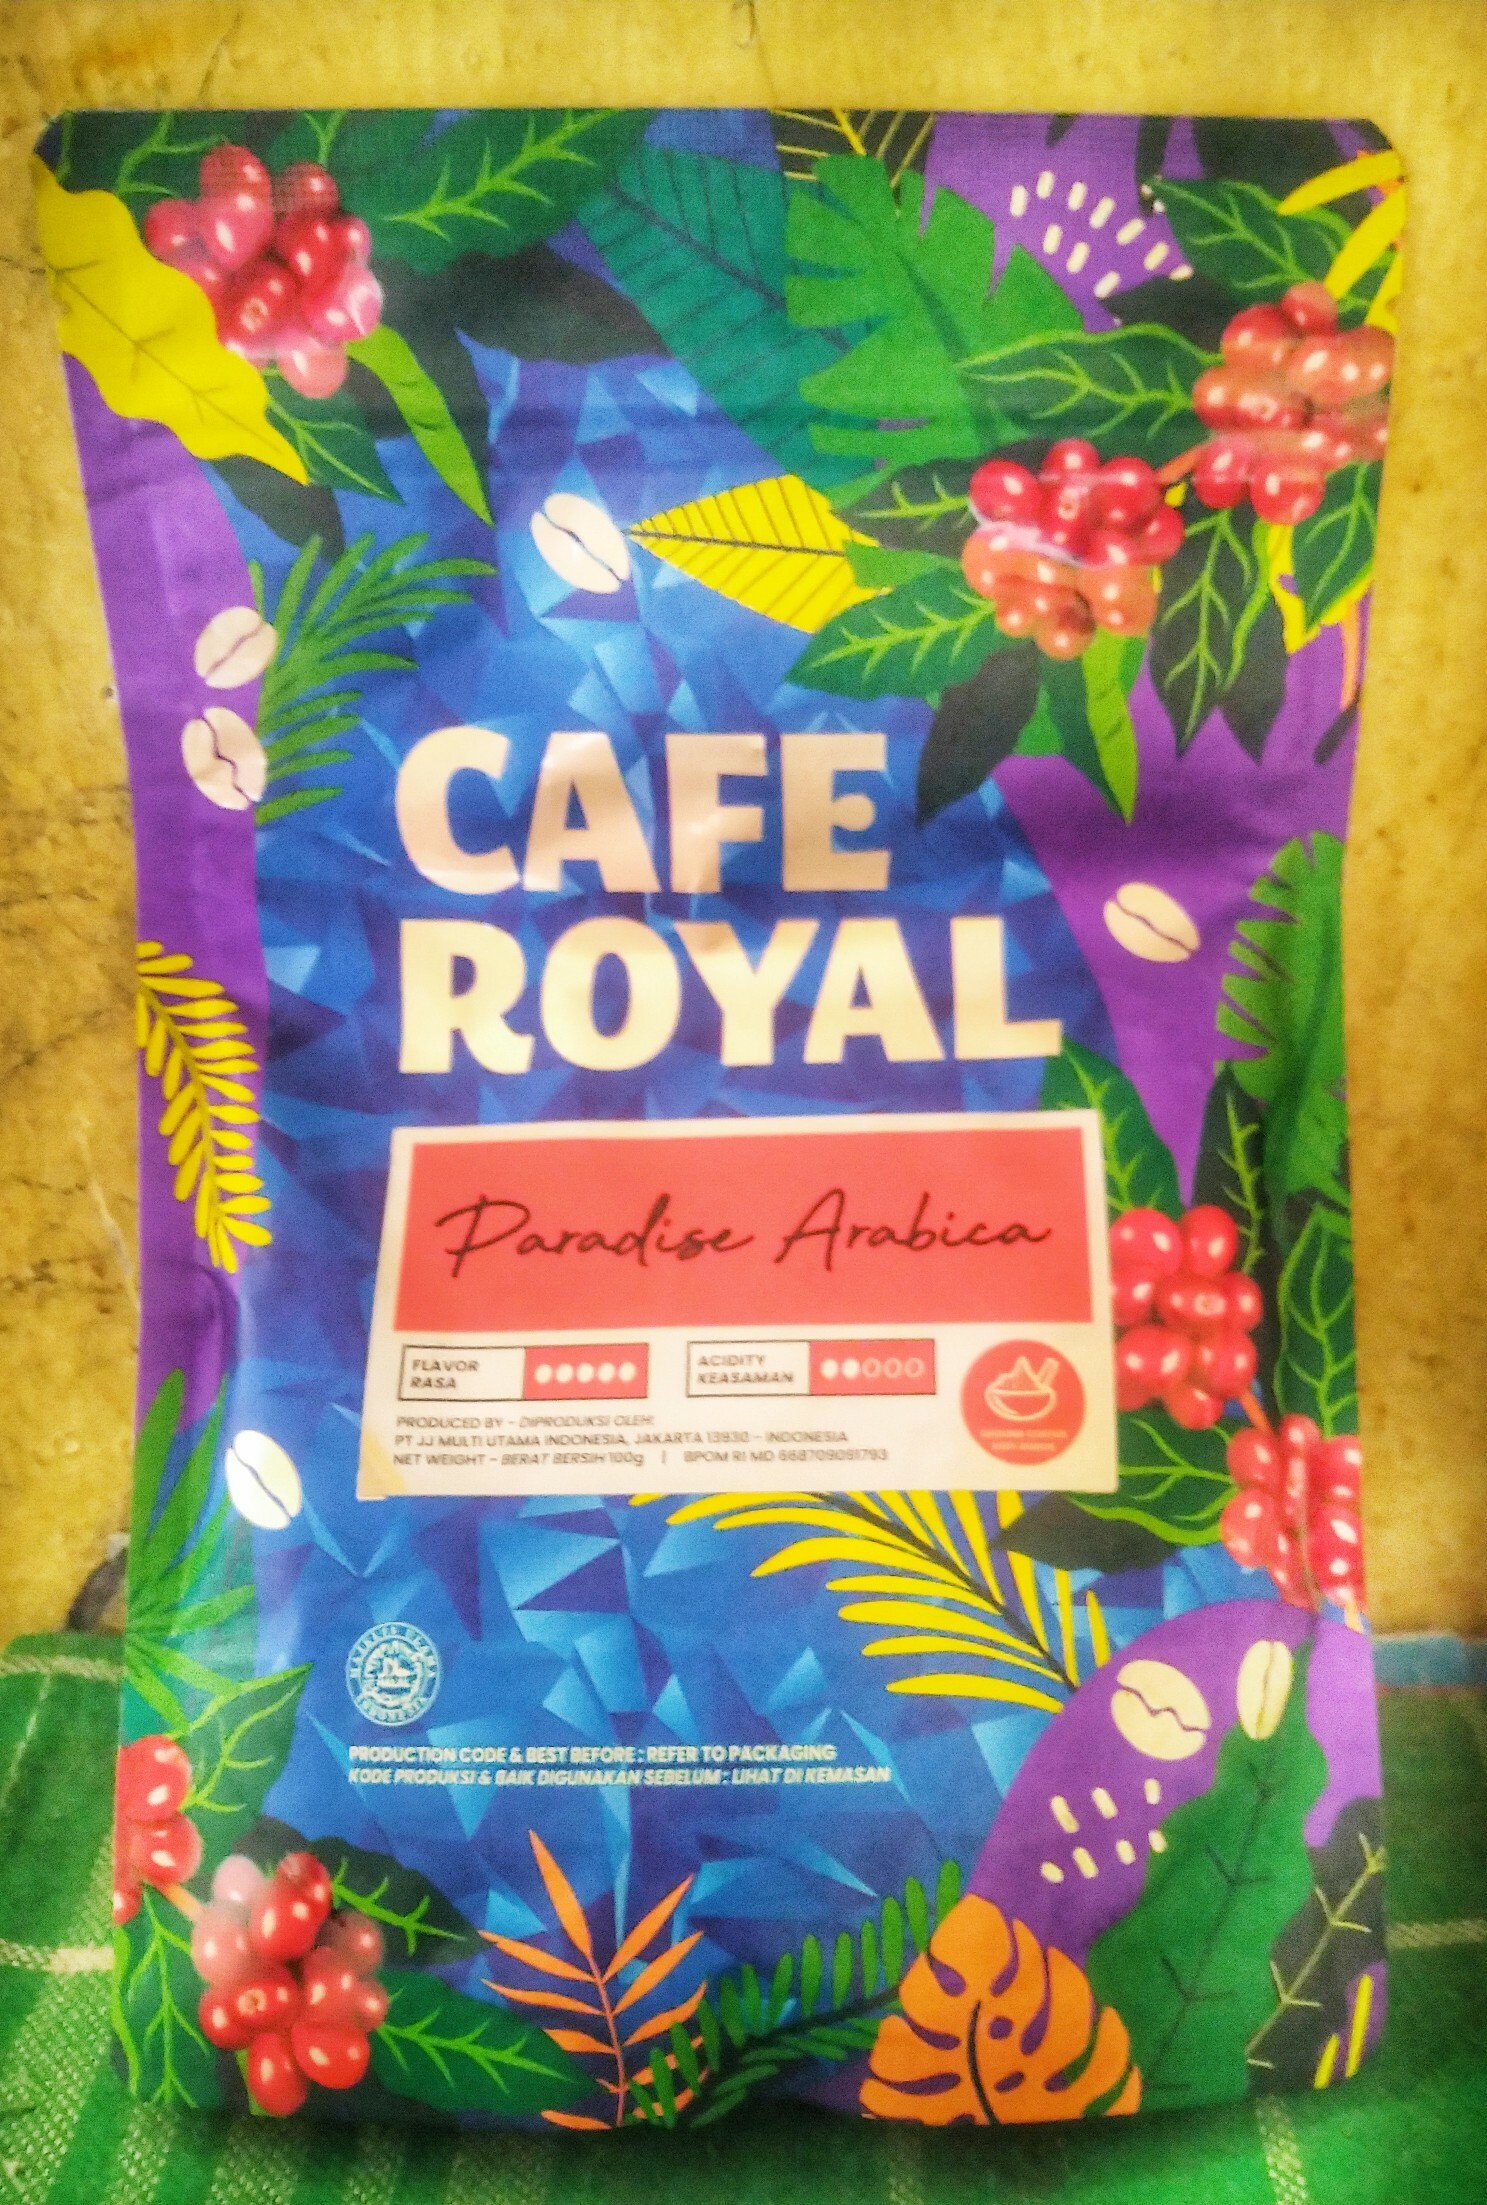 CAFE
ROYAL
Paradise Arabica
FLAVOR
RASA
ACIDITY
KEASAMAN
PRODUCED BY - DIPRODUKSI OLEH:
PT JJ MULTI UTAMA INDONESIA, JAKARTA 13930 - INDONESIA
NET WEIGHT - BERAT BERSIH 100g | BPOM RI MD 668709091793
INDONESIA
PRODUCTION CODE & BEST BEFORE : REFER TO PACKAGING
KODE PRODUKSI & BAIK DIGUNAKAN SEBELUM : LIHAT DI KEMASAN